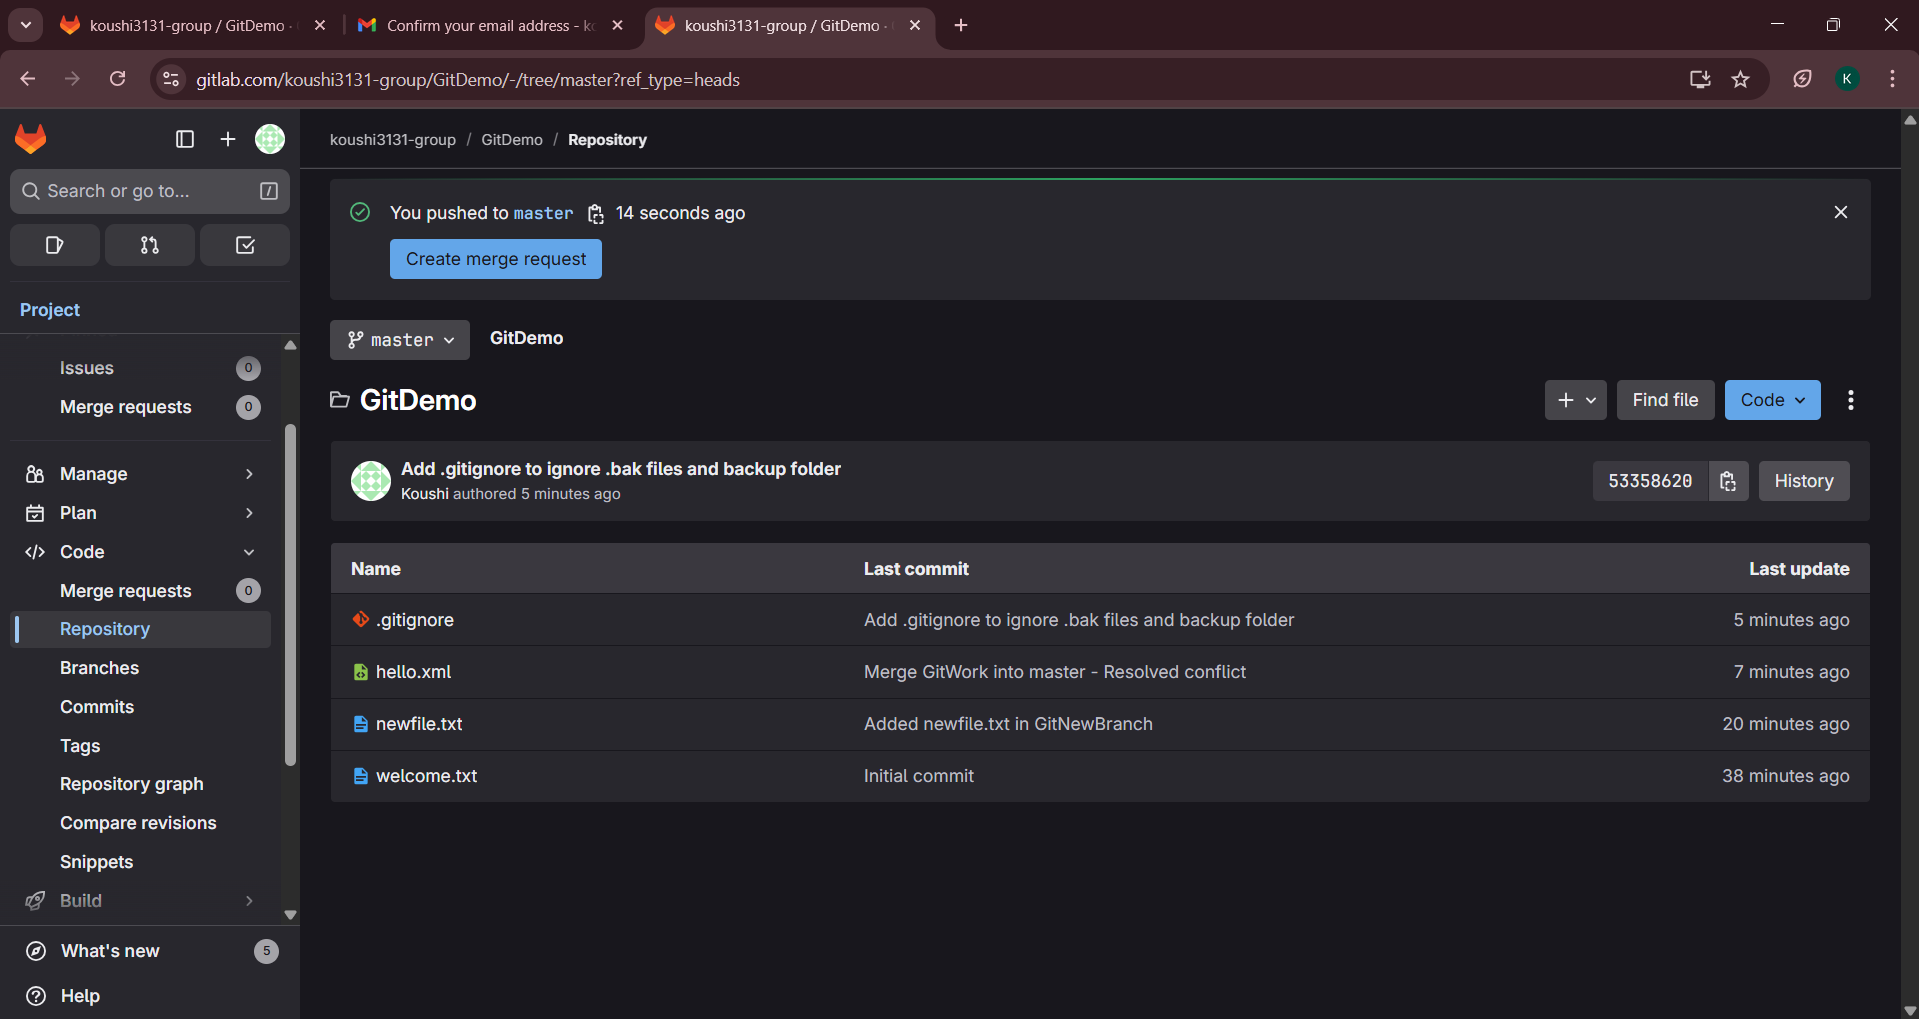 koushi3131-group / GitDemo ·
Confirm your email address - ko
koushi3131-group / GitDemo ·
gitlab.com/koushi3131-group/GitDemo/-/tree/master?ref_type=heads
K
koushi3131-group / GitDemo / Repository
Search or go to... /
You pushed to master 14 seconds ago
Create merge request
Project
master GitDemo
Issues 0
Merge requests 0
GitDemo
Find file
Code
Add .gitignore to ignore .bak files and backup folder
Koushi authored 5 minutes ago
53358620
History
Manage
Plan
Code
Merge requests 0
Repository
Branches
Commits
Tags
Repository graph
Compare revisions
Snippets
Build
What's new 5
Help
Name Last commit Last update
.gitignore Add .gitignore to ignore .bak files and backup folder 5 minutes ago
hello.xml Merge GitWork into master - Resolved conflict 7 minutes ago
newfile.txt Added newfile.txt in GitNewBranch 20 minutes ago
welcome.txt Initial commit 38 minutes ago